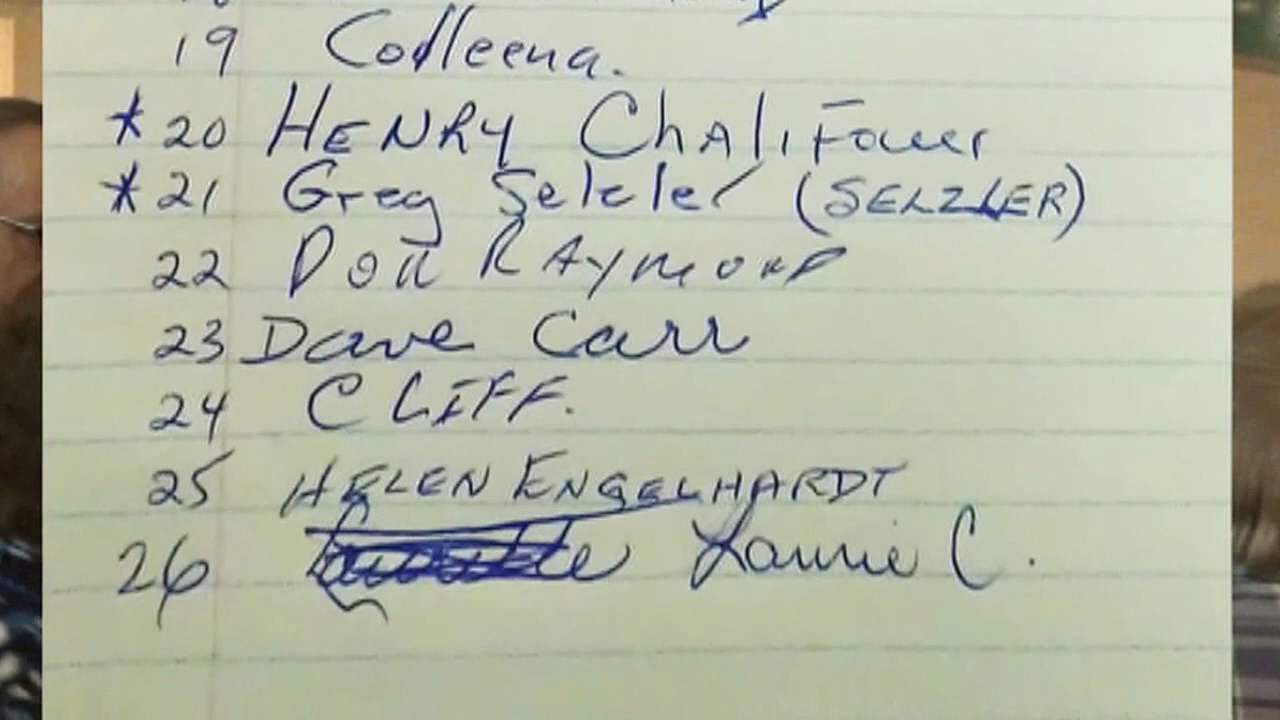 19 Codleena.
* 20 HENRY ChALiFour
* 21 Greg Selzler (SELZLER)
22 DON RAymOND
23 Dave Carr
24 CLIFF.
25 HELEN ENGELHARDT
26 Laurie C.